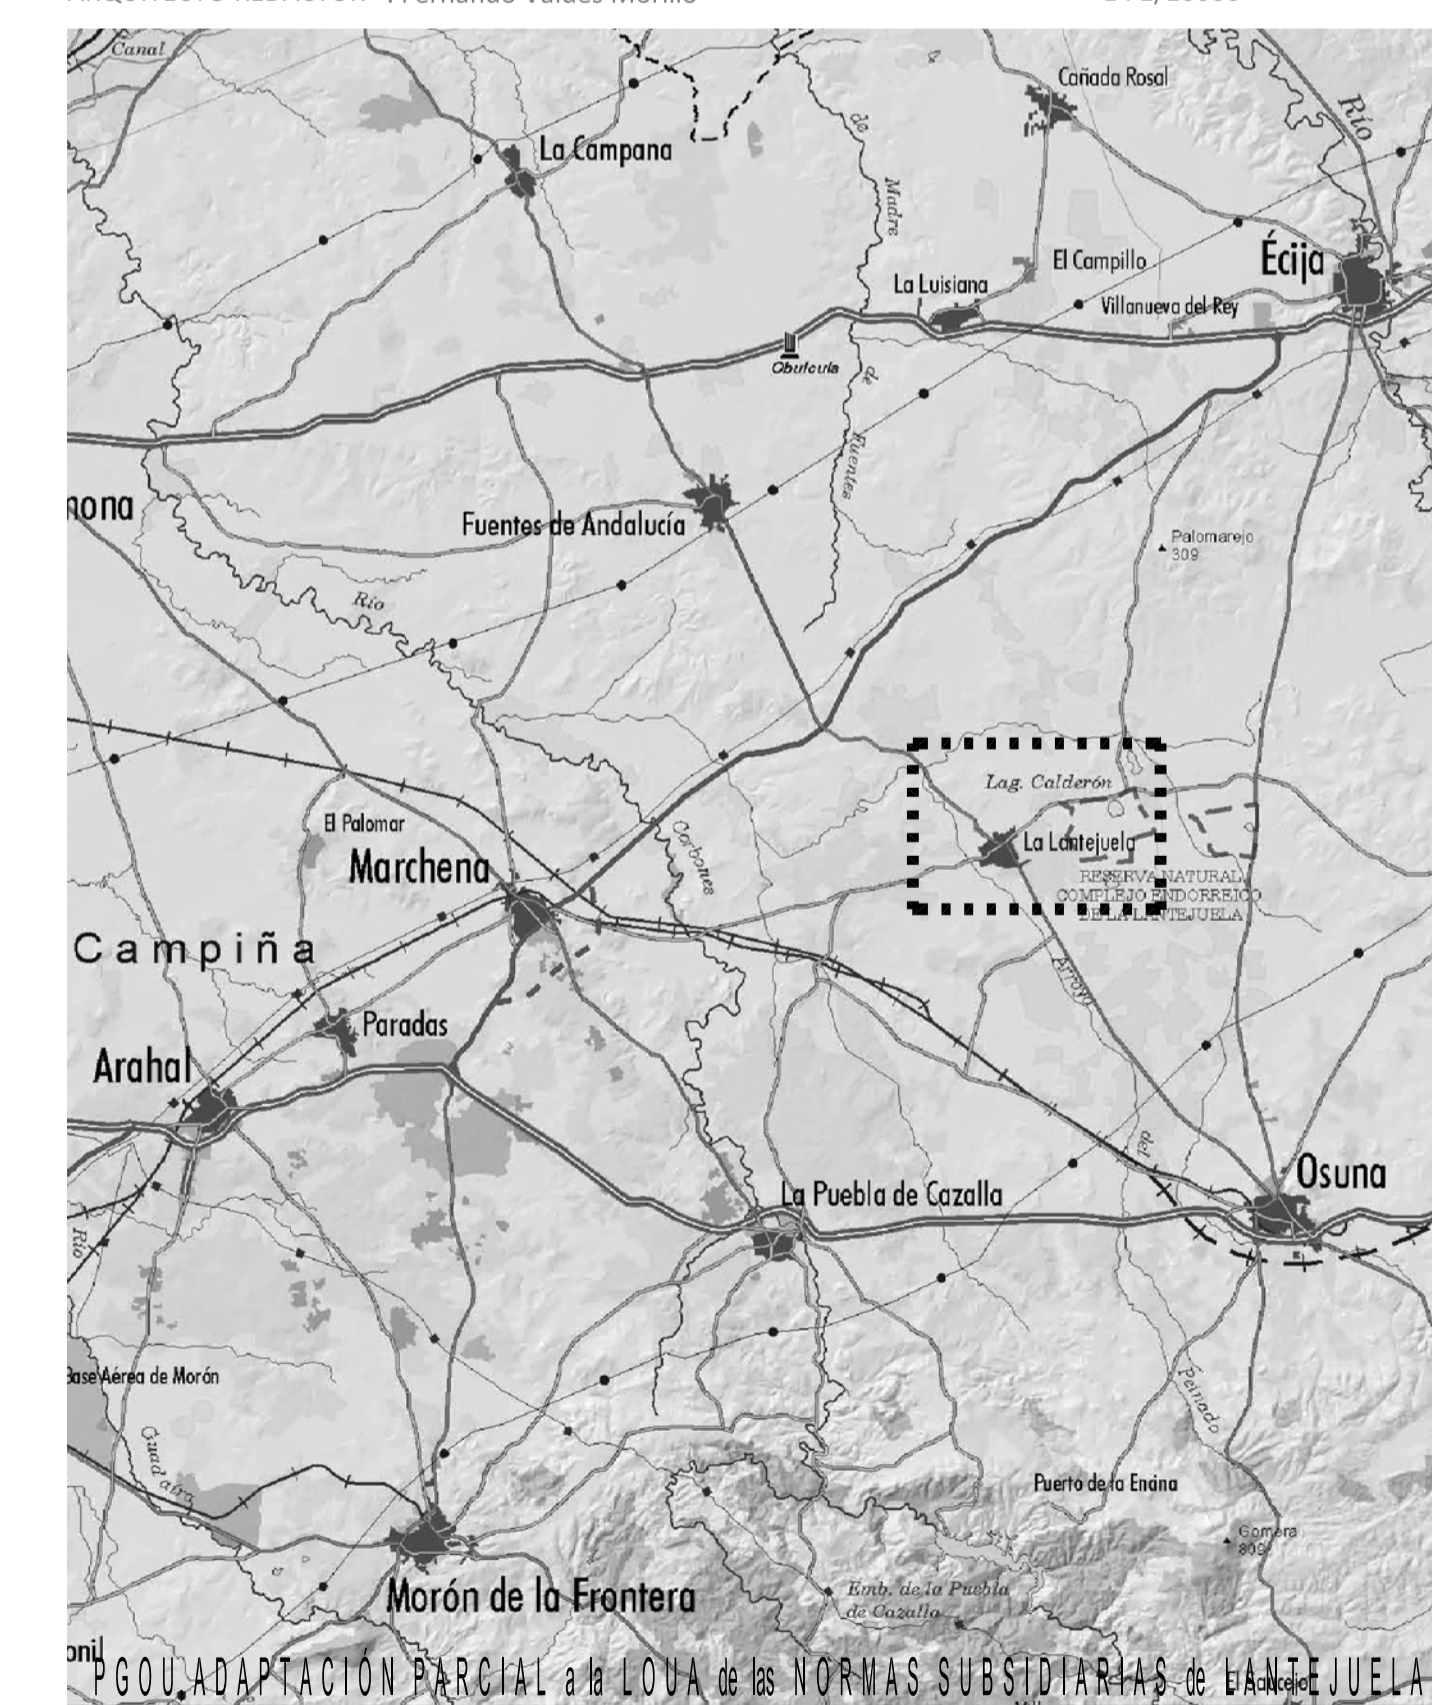 Canal
Cañada Rosal
Río
de
La Campana
Madre
Écija
El Campillo
La Luisiana
Villanueva del Rey
Obulcula
de
Fuentes
Fuentes de Andalucía
Palomarejo
309
Río
Lag. Calderón
El Palomar
La Lantejuela
Marchena
Corbones
RESERVA NATURAL
COMPLEJO ENDORREICO
DE LA LANTEJUELA
Campiña
Arroyo
Paradas
Arahal
del
Osuna
La Puebla de Cazalla
Río
Base Aérea de Morón
Peinado
Guadaira
Puerto de la Encina
Gomera
809
Morón de la Frontera
Emb. de la Puebla
de Cazalla
El Saucejo
PGOU ADAPTACIÓN PARCIAL a la LOUA de las NORMAS SUBSIDIARIAS de LANTEJUELA